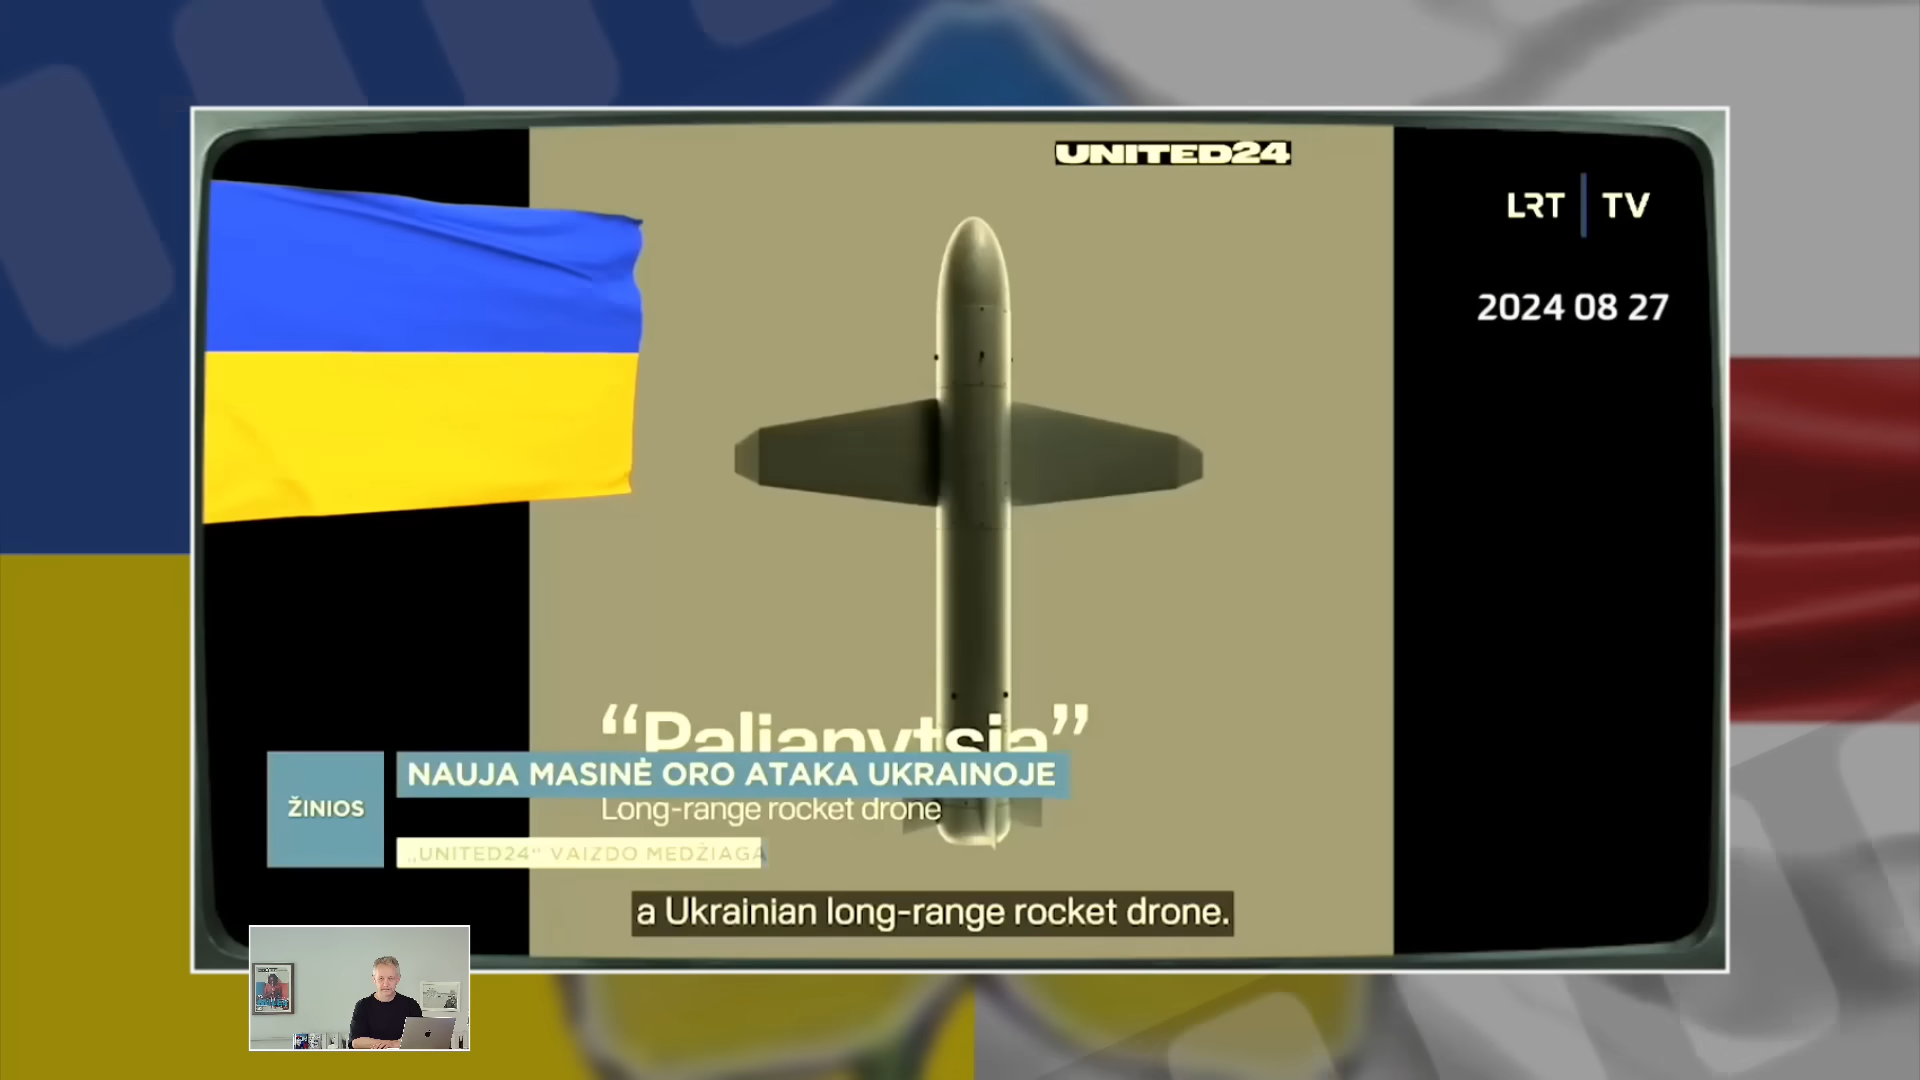 UNITED24
LRT TV
2024 08 27
“Palianytsia”
NAUJA MASINĖ ORO ATAKA UKRAINOJE
ŽINIOS
Long-range rocket drone
„UNITED24“ VAIZDO MEDŽIAGA
a Ukrainian long-range rocket drone.